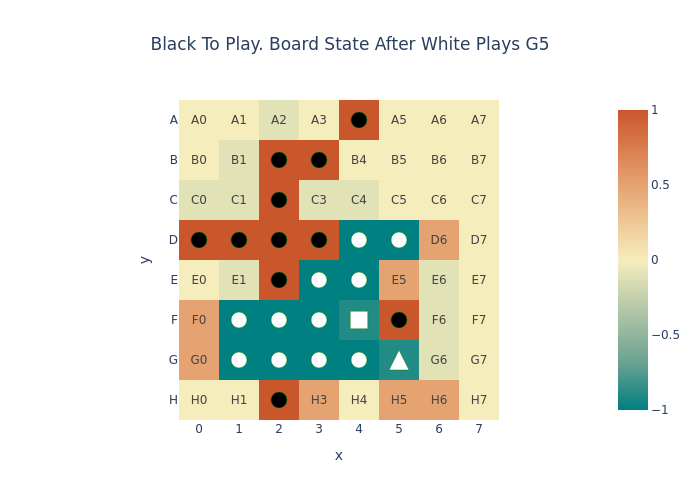 Black To Play. Board State After White Plays G5
A A0 A1 A2 A3 A5 A6 A7
B B0 B1 B4 B5 B6 B7
C C0 C1 C3 C4 C5 C6 C7
D D6 D7
E E0 E1 E5 E6 E7
F F0 F6 F7
G G0 G6 G7
H H0 H1 H3 H4 H5 H6 H7
0 1 2 3 4 5 6 7
x
y
1
0.5
0
−0.5
−1